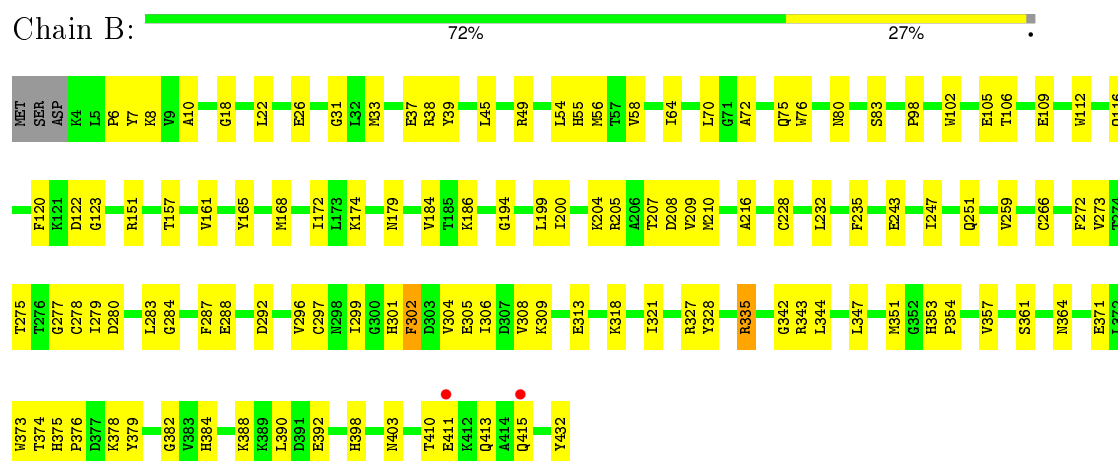 Chain B:
72% 27% •
MET SER ASP K4 L5 P6 Y7 K8 V9 A10 G18 L22 E26 G31 L32 M33 E37 R38 Y39 L45 R49 L54 H55 M56 T57 V58 I64 L70 G71 A72 Q75 W76 N80 S83 P98 W102 E105 T106 E109 W112 Q116
F120 K121 D122 G123 R151 T157 V161 Y165 M168 I172 L173 K174 N179 V184 T185 K186 G194 L199 I200 K204 R205 A206 T207 D208 V209 M210 A216 C228 L232 F235 E243 I247 Q251 V259 C266 F272 V273 T274
T275 T276 G277 C278 I279 D280 L283 G284 F287 E288 D292 V296 C297 N298 I299 G300 H301 F302 D303 V304 E305 I306 D307 V308 K309 E313 K318 I321 R327 Y328 R335 G342 R343 L344 L347 M351 G352 H353 P354 V357 S361 N364 E371 L372
W373 T374 H375 P376 D377 K378 Y379 G382 V383 H384 K388 K389 L390 D391 E392 H398 N403 T410 E411 K412 Q413 A414 Q415 Y432